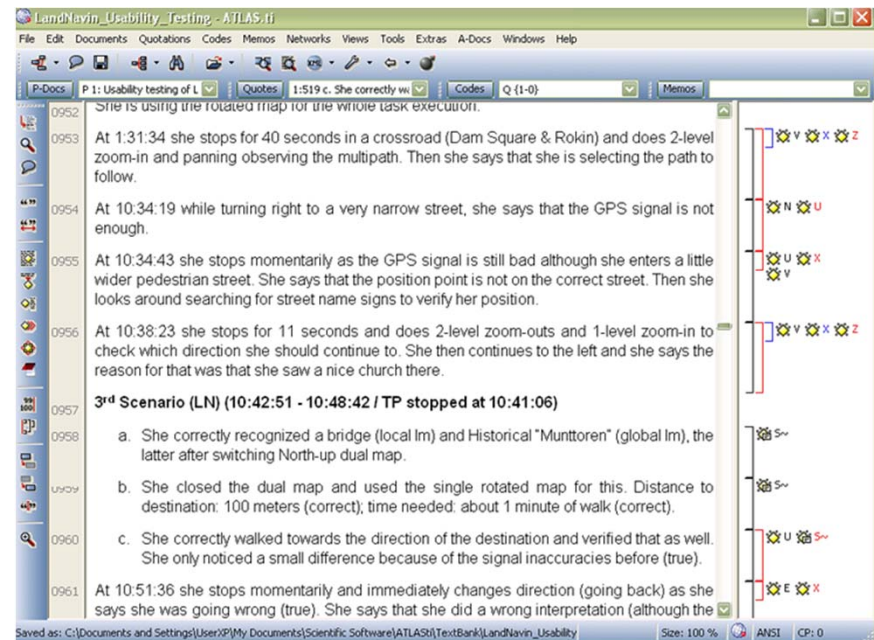 LandNavin_Usability_Testing - ATLAS.ti
File Edit Documents Quotations Codes Memos Networks Views Tools Extras A-Docs Windows Help
P-Docs P 1: Usability testing of L Quotes 1:519 c. She correctly wa Codes Q {1-0} Memos
0952 She is using the rotated map for the whole task execution.
0953 At 1:31:34 she stops for 40 seconds in a crossroad (Dam Square & Rokin) and does 2-level
zoom-in and panning observing the multipath. Then she says that she is selecting the path to
follow.
V X Z
0954 At 10:34:19 while turning right to a very narrow street, she says that the GPS signal is not
enough.
N U
0955 At 10:34:43 she stops momentarily as the GPS signal is still bad although she enters a little
wider pedestrian street. She says that the position point is not on the correct street. Then she
looks around searching for street name signs to verify her position.
U X
V
0956 At 10:38:23 she stops for 11 seconds and does 2-level zoom-outs and 1-level zoom-in to
check which direction she should continue to. She then continues to the left and she says the
reason for that was that she saw a nice church there.
V X Z
0957 3rd Scenario (LN) (10:42:51 - 10:48:42 / TP stopped at 10:41:06)
0958 a. She correctly recognized a bridge (local lm) and Historical "Munttoren" (global lm), the
latter after switching North-up dual map.
S~
0959 b. She closed the dual map and used the single rotated map for this. Distance to
destination: 100 meters (correct); time needed: about 1 minute of walk (correct).
S~
0960 c. She correctly walked towards the direction of the destination and verified that as well.
She only noticed a small difference because of the signal inaccuracies before (true).
U S~
0961 At 10:51:36 she stops momentarily and immediately changes direction (going back) as she
says she was going wrong (true). She says that she did a wrong interpretation (although the
E X
Saved as: C:\Documents and Settings\UserXP\My Documents\Scientific Software\ATLASti\TextBank\LandNavin_Usability Size: 100 % ANSI CP: 0